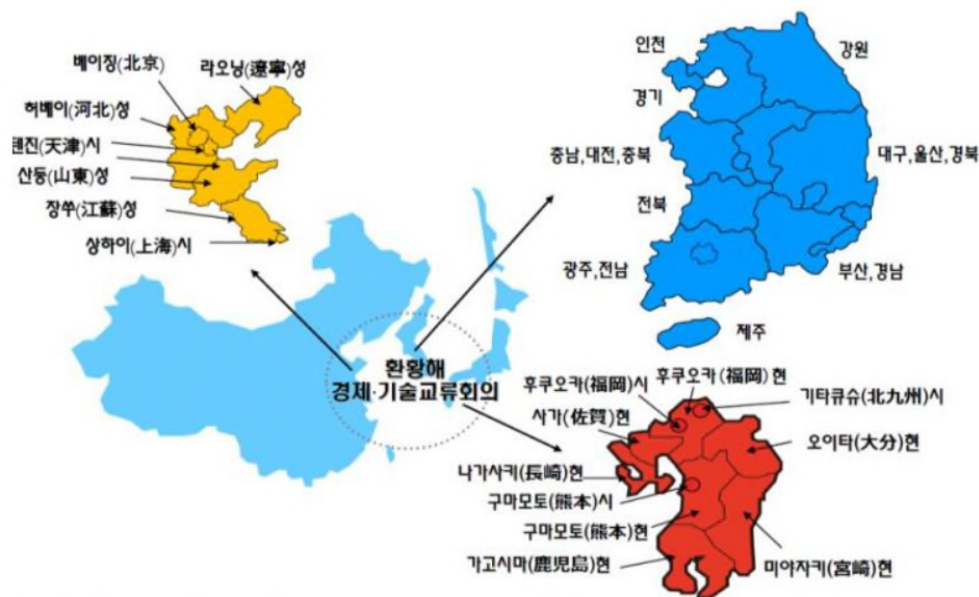 베이징(北京)
라오닝(遼寧)성
허베이(河北)성
텐진(天津)시
산둥(山東)성
장쑤(江蘇)성
상하이(上海)시
인천
강원
경기
충남,대전,충북
대구,울산,경북
전북
광주,전남
부산,경남
제주
환황해
경제·기술교류회의
후쿠오카(福岡)시
후쿠오카(福岡)현
기타큐슈(北九州)시
사가(佐賀)현
오이타(大分)현
나가사키(長崎)현
구마모토(熊本)시
구마모토(熊本)현
가고시마(鹿児島)현
미야자키(宮崎)현